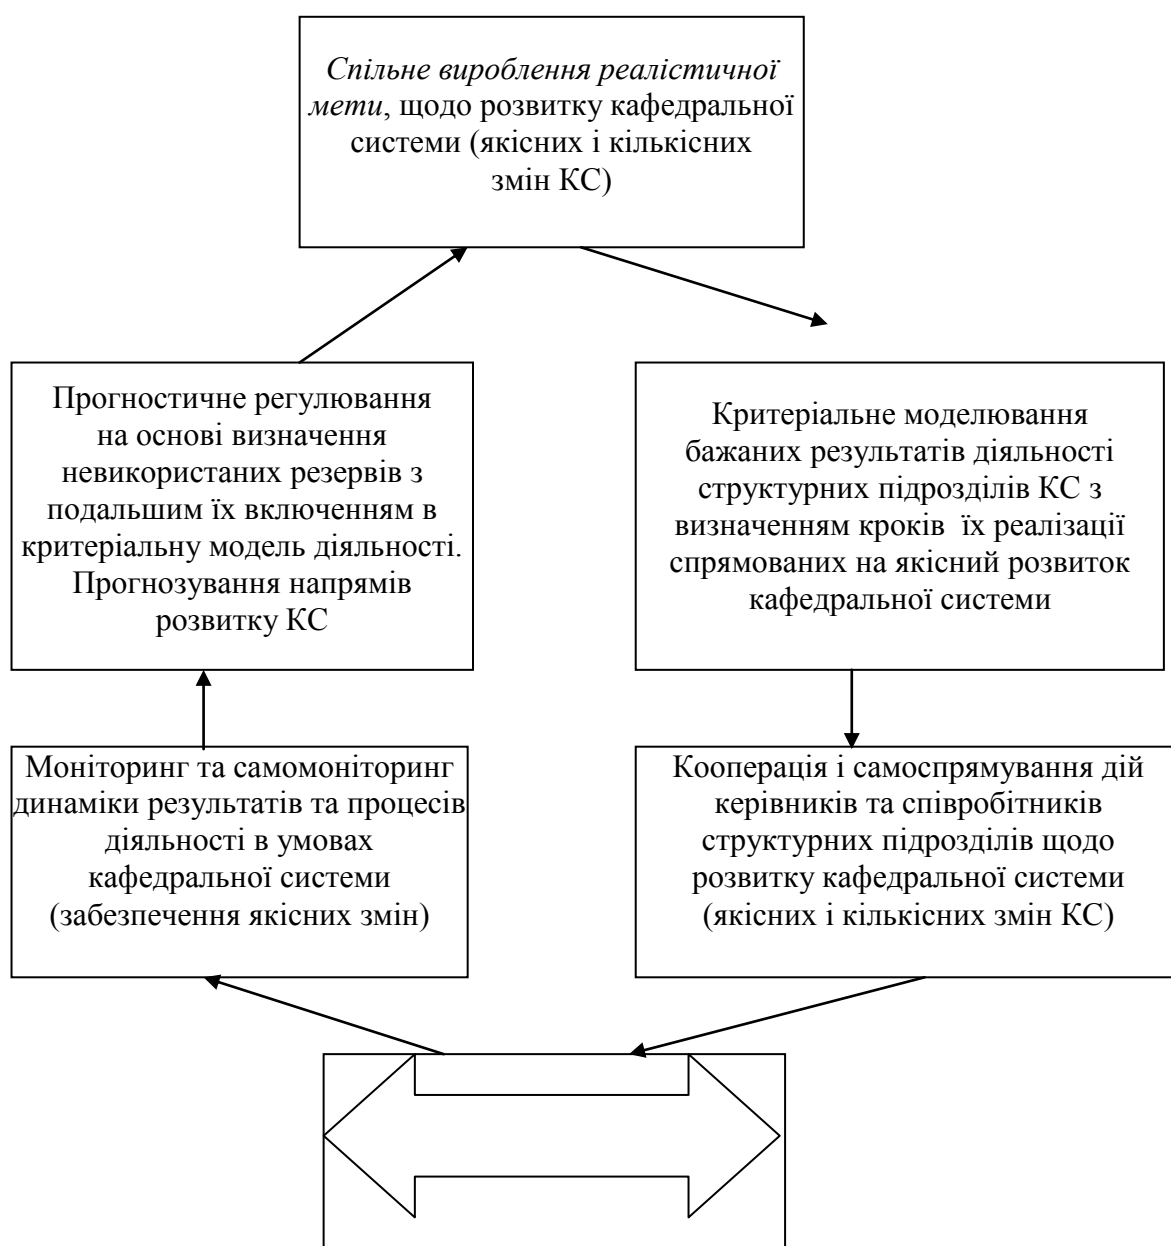 Спільне вироблення реалістичної
мети, щодо розвитку кафедральної
системи (якісних і кількісних
змін КС)
Прогностичне регулювання
на основі визначення
невикористаних резервів з
подальшим їх включенням в
критеріальну модель діяльності.
Прогнозування напрямів
розвитку КС
Критеріальне моделювання
бажаних результатів діяльності
структурних підрозділів КС з
визначенням кроків їх реалізації
спрямованих на якісний розвиток
кафедральної системи
Моніторинг та самомоніторинг
динаміки результатів та процесів
діяльності в умовах
кафедральної системи
(забезпечення якісних змін)
Кооперація і самоспрямування дій
керівників та співробітників
структурних підрозділів щодо
розвитку кафедральної системи
(якісних і кількісних змін КС)